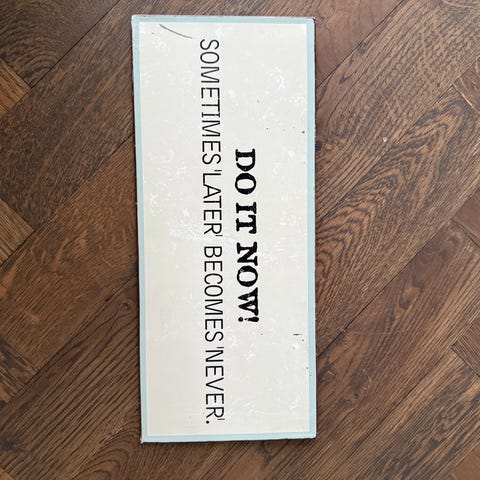 DO IT NOW!
SOMETIMES 'LATER' BECOMES 'NEVER'.